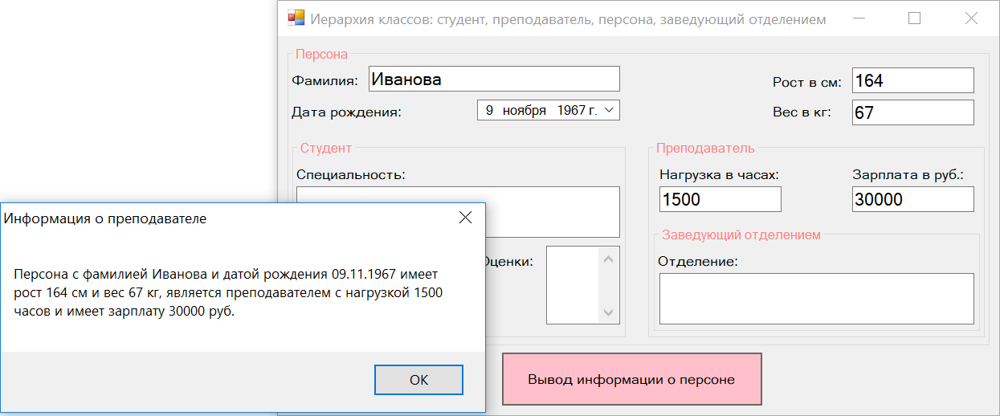 Иерархия классов: студент, преподаватель, персона, заведующий отделением
Персона
Фамилия: Иванова
Рост в см: 164
Дата рождения: 9 ноября 1967 г.
Вес в кг: 67
Студент
Специальность:
Оценки:
Преподаватель
Нагрузка в часах: Зарплата в руб.:
1500 30000
Заведующий отделением
Отделение:
Вывод информации о персоне
Информация о преподавателе
Персона с фамилией Иванова и датой рождения 09.11.1967 имеет
рост 164 см и вес 67 кг, является преподавателем с нагрузкой 1500
часов и имеет зарплату 30000 руб.
OK